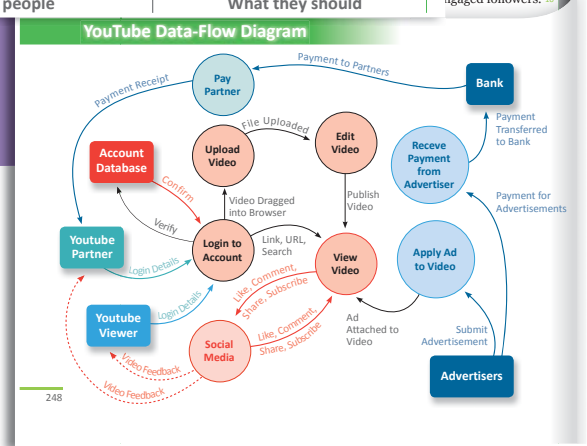 people
What they should
ngaged followers.
YouTube Data-Flow Diagram
Payment to Partners
Bank
Pay
Partner
Payment Receipt
Payment
Transferred
to Bank
File Uploaded
Upload
Video
Edit
Video
Receve
Payment
from
Advertiser
Account
Database
Confirm
Verify
Video Dragged
into Browser
Publish
Video
Payment for
Advertisements
Youtube
Partner
Login Details
Login to
Account
Link, URL,
Search
View
Video
Apply Ad
to Video
Like, Comment,
Share, Subscribe
Youtube
Viewer
Login Details
Social
Media
Like, Comment,
Share, Subscribe
Ad
Attached to
Video
Submit
Advertisement
Video Feedback
Video Feedback
Advertisers
248